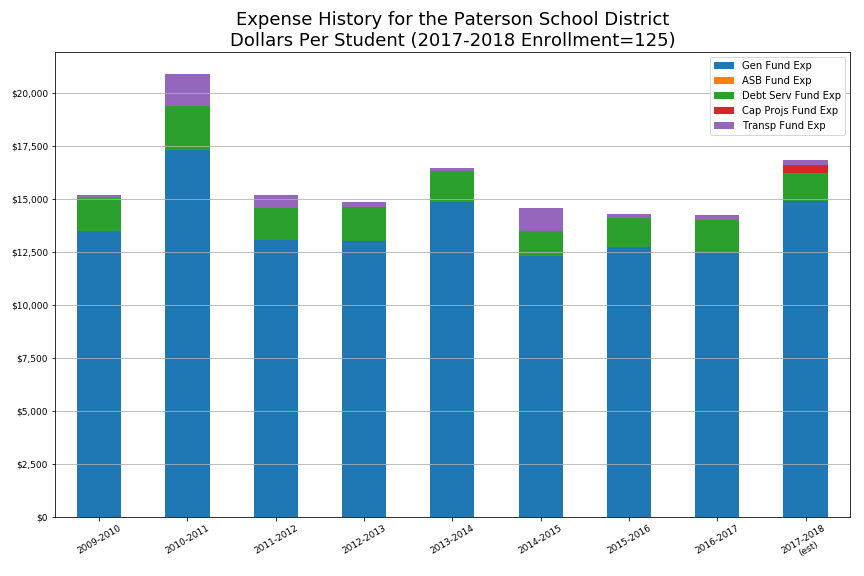 Expense History for the Paterson School District
Dollars Per Student (2017-2018 Enrollment=125)
Gen Fund Exp
ASB Fund Exp
Debt Serv Fund Exp
Cap Projs Fund Exp
Transp Fund Exp
$20,000
$17,500
$15,000
$12,500
$10,000
$7,500
$5,000
$2,500
$0
2009-2010
2010-2011
2011-2012
2012-2013
2013-2014
2014-2015
2015-2016
2016-2017
2017-2018
(est)